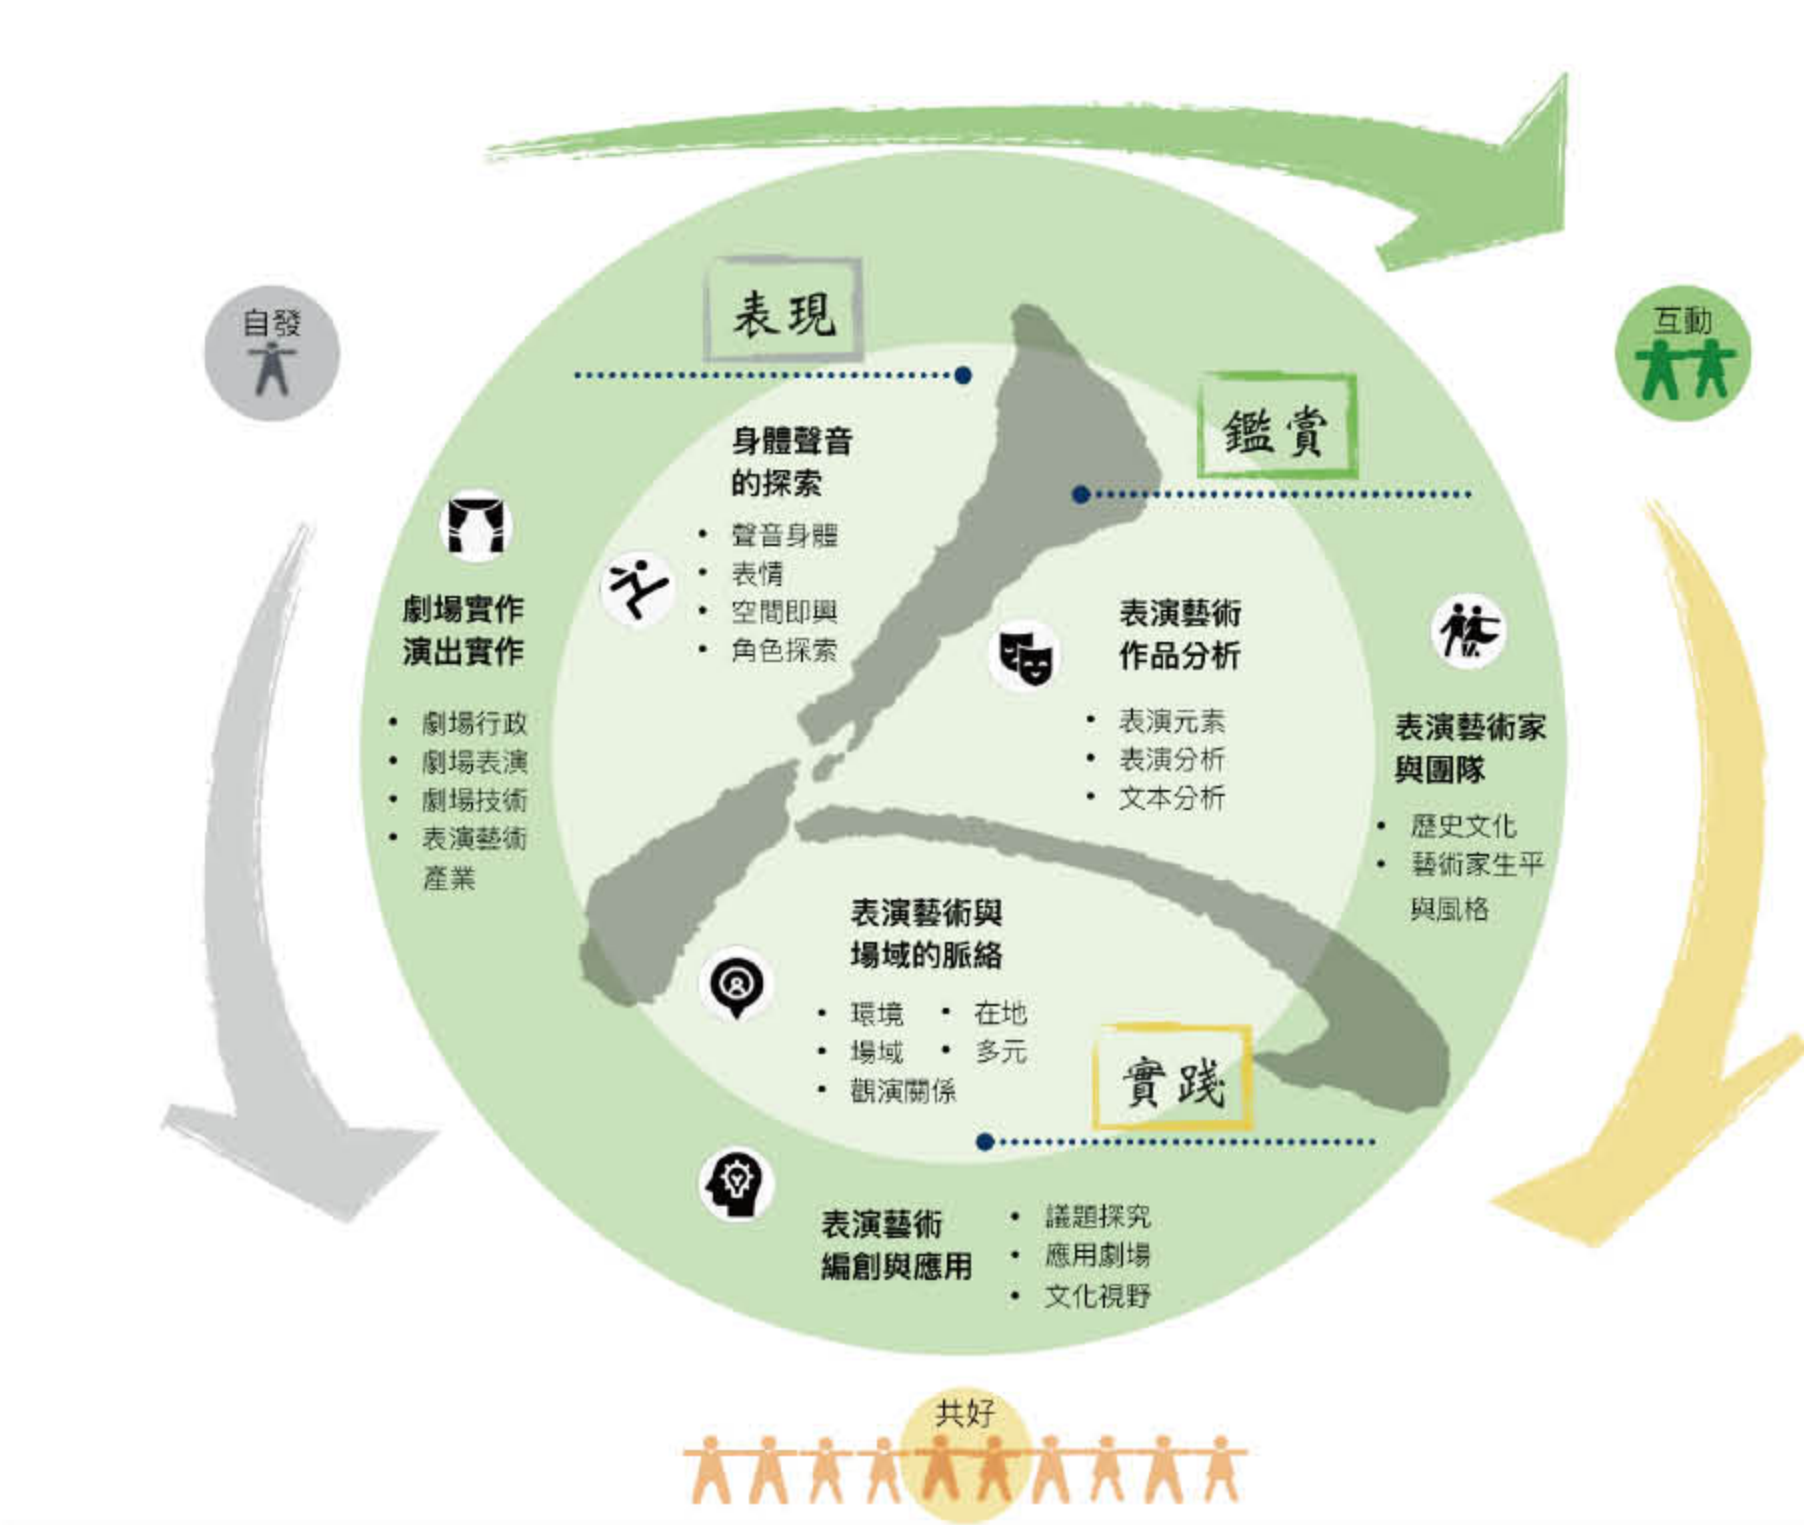 表現
自發
互動
鑑賞
身體聲音
的探索
• 聲音身體
• 表情
• 空間即興
• 角色探索
劇場實作
演出實作
• 劇場行政
• 劇場表演
• 劇場技術
• 表演藝術
產業
表演藝術
作品分析
• 表演元素
• 表演分析
• 文本分析
表演藝術家
與團隊
• 歷史文化
• 藝術家生平
與風格
表演藝術與
場域的脈絡
• 環境 • 在地
• 場域 • 多元
• 觀演關係
實踐
表演藝術
編創與應用
• 議題探究
• 應用劇場
• 文化視野
共好